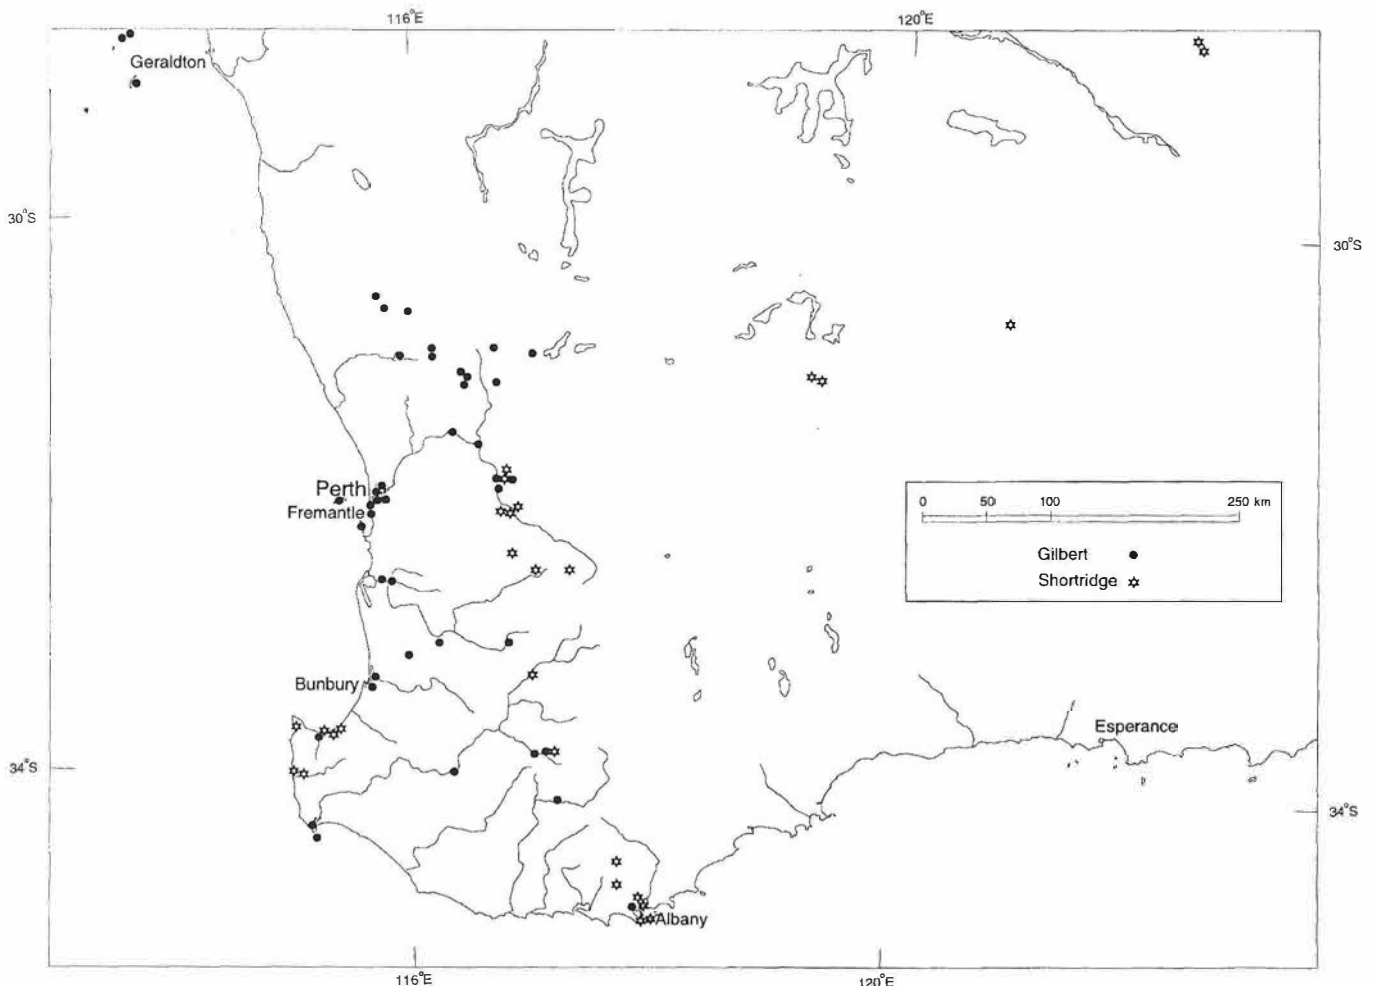 116°E
120°E
Geraldton
30°S
30°S
Perth
Fremantle
0 50 100 250 km
Gilbert
Shortridge
Bunbury
Esperance
34°S
34°S
Albany
116°E
120°E